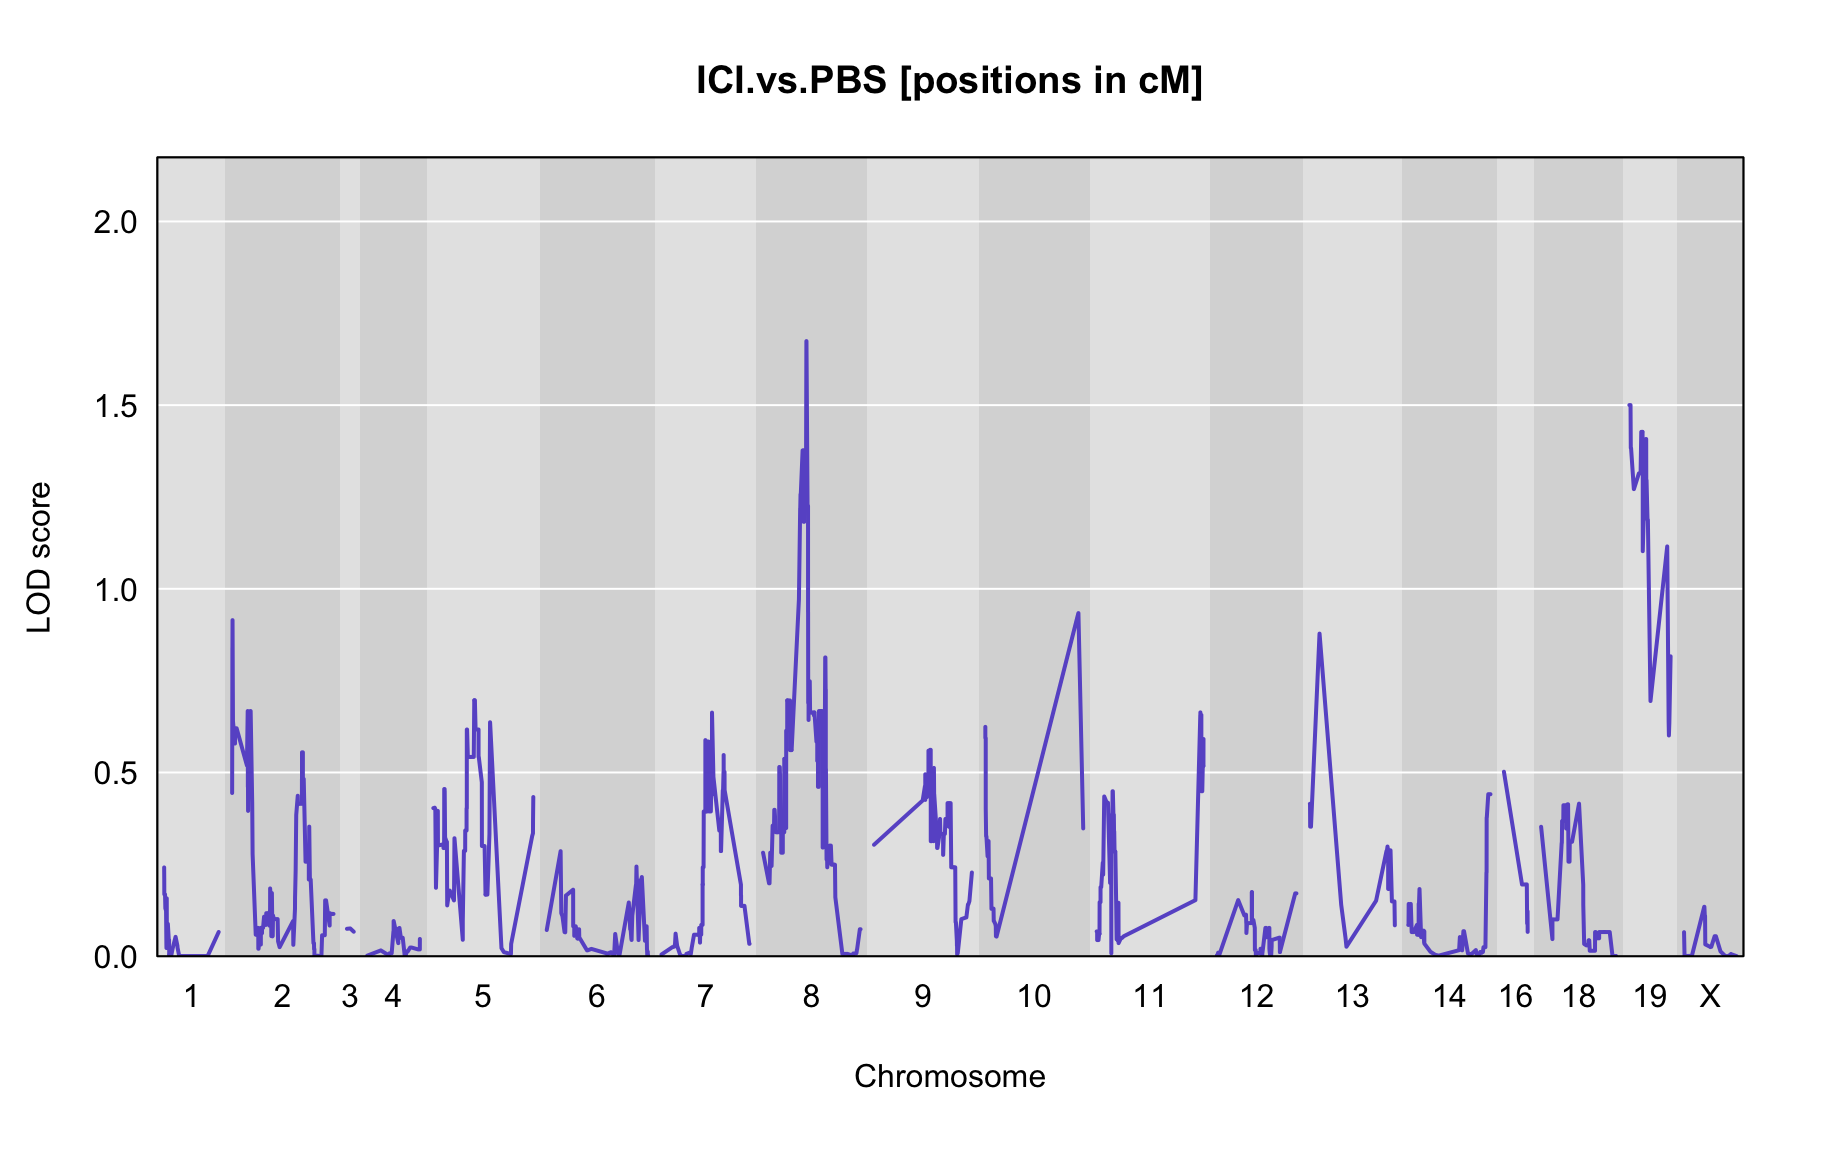 ICI.vs.PBS [positions in cM]
2.0
1.5
1.0
0.5
0.0
LOD score
1 2 3 4 5 6 7 8 9 10 11 12 13 14 16 18 19 X
Chromosome